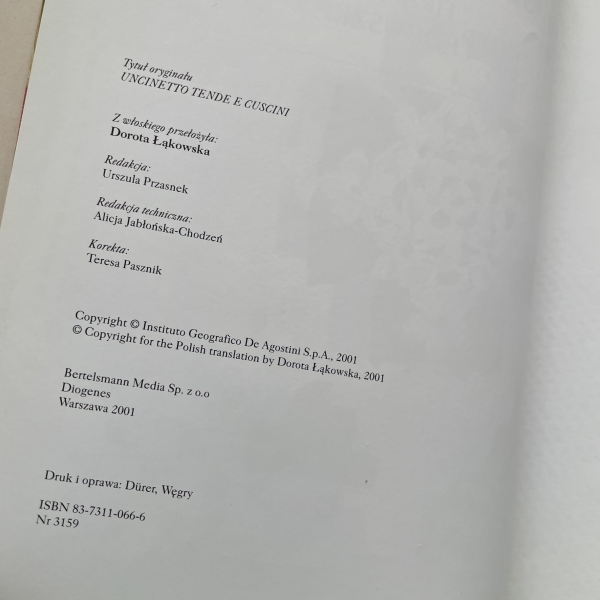 Tytuł oryginału
UNCINETTO TENDE E CUSCINI
Z włoskiego przełożyła:
Dorota Łąkowska
Redakcja:
Urszula Przasnek
Redakcja techniczna:
Alicja Jabłońska-Chodzeń
Korekta:
Teresa Pasznik
Copyright © Instituto Geografico De Agostini S.p.A., 2001
© Copyright for the Polish translation by Dorota Łąkowska, 2001
Bertelsmann Media Sp. z o.o
Diogenes
Warszawa 2001
Druk i oprawa: Dürer, Węgry
ISBN 83-7311-066-6
Nr 3159